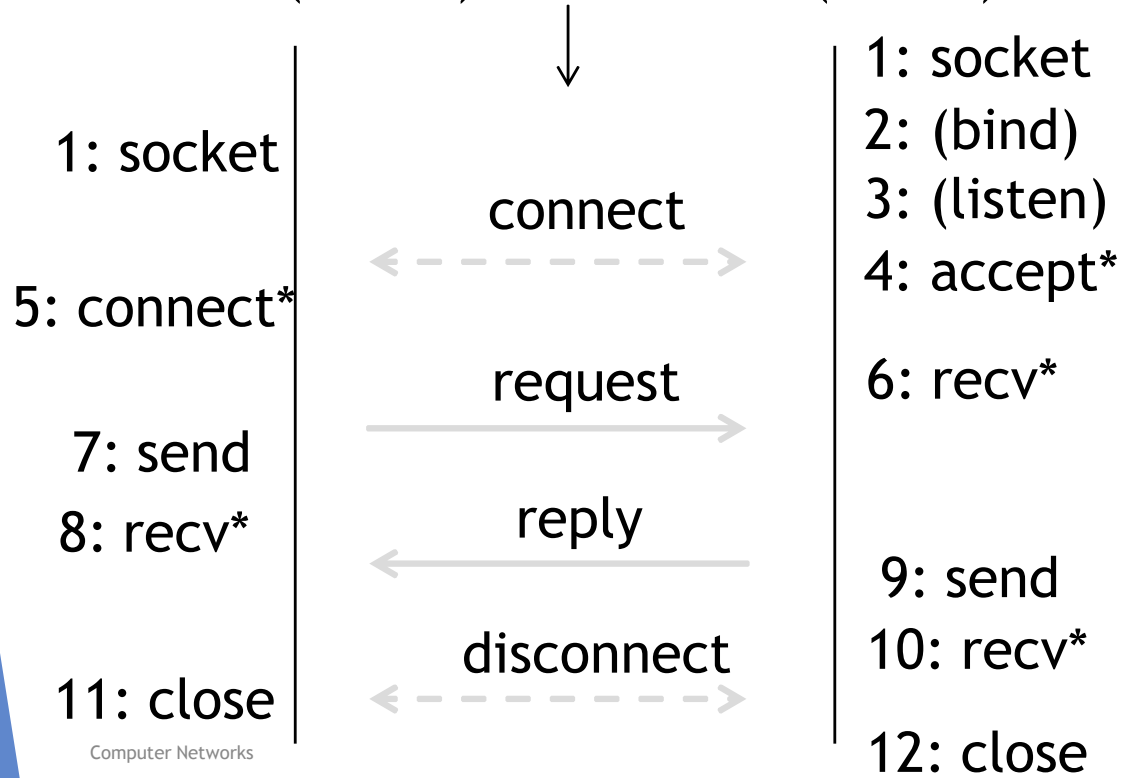 1: socket
1: socket
2: (bind)
3: (listen)
connect
4: accept*
5: connect*
request
6: recv*
7: send
8: recv*
reply
9: send
10: recv*
disconnect
11: close
12: close
Computer Networks